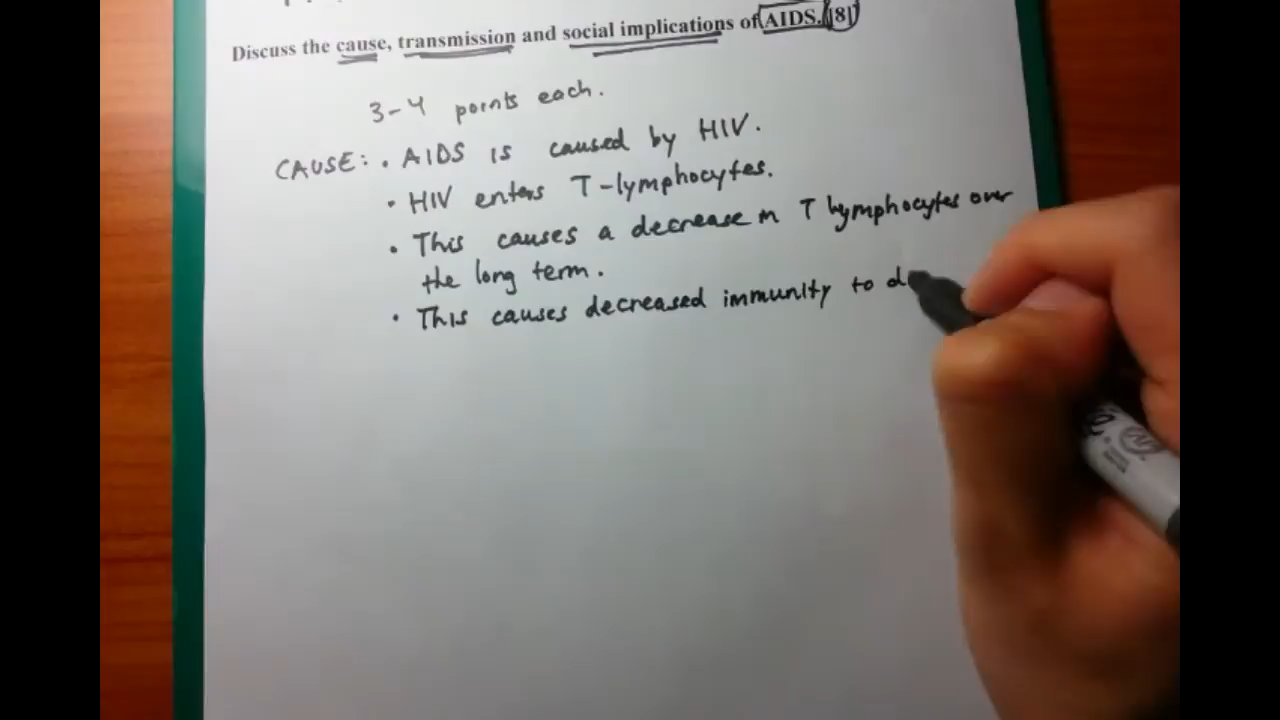 Discuss the cause, transmission and social implications of AIDS. [8]
3-4 points each.
CAUSE: • AIDS is caused by HIV.
• HIV enters T-lymphocytes.
• This causes a decrease in T lymphocytes over
the long term.
• This causes decreased immunity to d